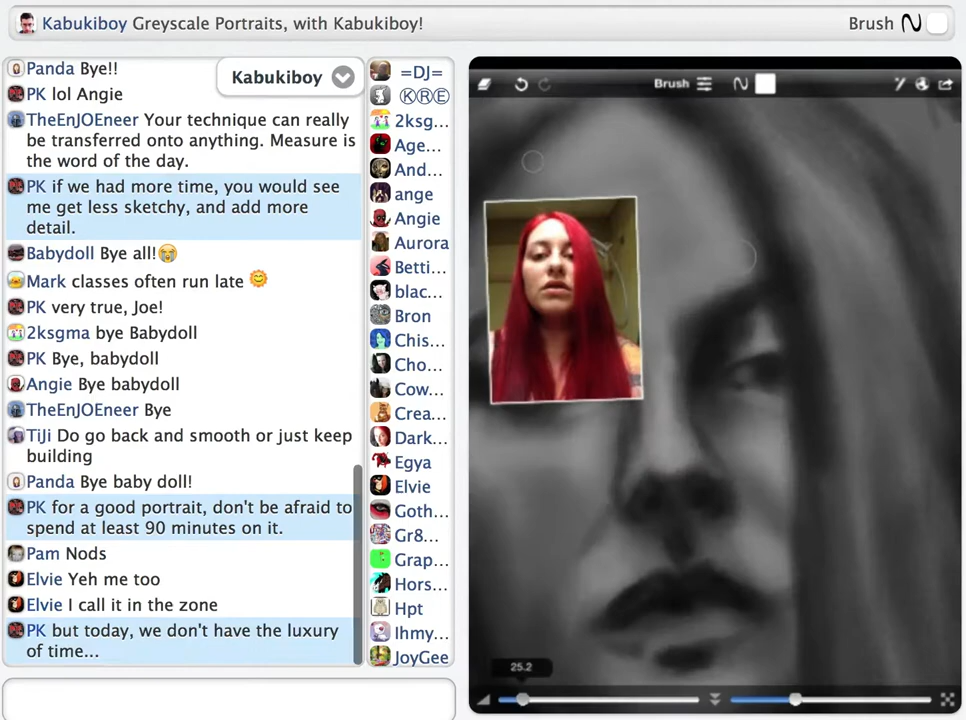 Kabukiboy Greyscale Portraits, with Kabukiboy!
Brush
Kabukiboy
Panda Bye!!
PK lol Angie
TheEnJOEneer Your technique can really
be transferred onto anything. Measure is
the word of the day.
PK if we had more time, you would see
me get less sketchy, and add more
detail.
Babydoll Bye all!😭
Mark classes often run late 🌞
PK very true, Joe!
2ksgma bye Babydoll
PK Bye, babydoll
Angie Bye babydoll
TheEnJOEneer Bye
TiJi Do go back and smooth or just keep
building
Panda Bye baby doll!
PK for a good portrait, don't be afraid to
spend at least 90 minutes on it.
Pam Nods
Elvie Yeh me too
Elvie I call it in the zone
PK but today, we don't have the luxury
of time...
=DJ=
ⓀⓇⒺ
2ksg...
Age...
And...
ange
Angie
Aurora
Betti...
blac...
Bron
Chis...
Cho...
Cow...
Crea...
Dark...
Egya
Elvie
Goth...
Gr8...
Grap...
Hors...
Hpt
Ihmy...
JoyGee
Brush
25.2